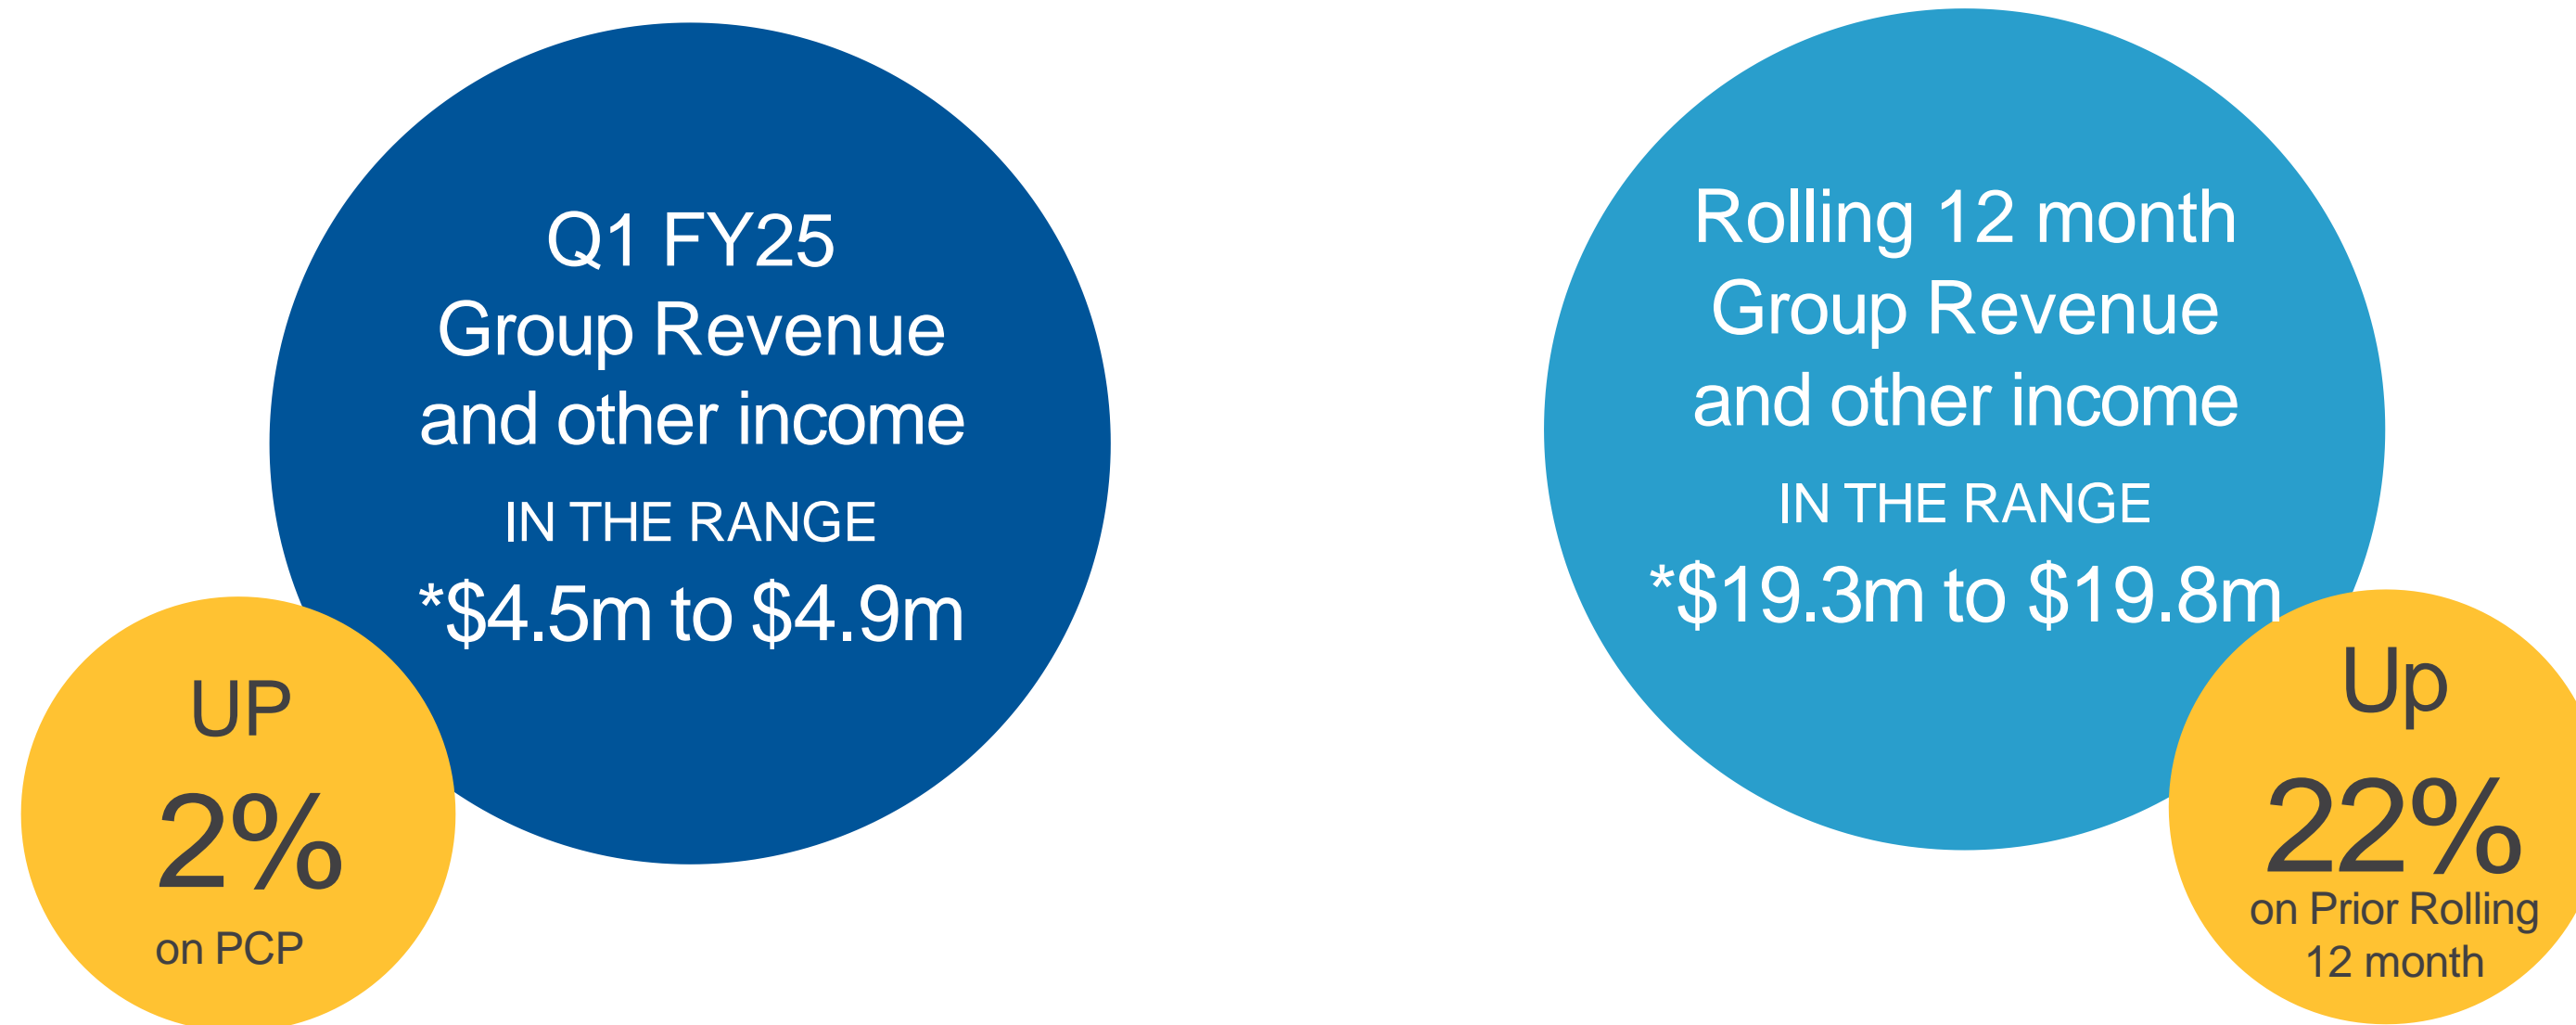 Q1 FY25
Group Revenue
and other income
IN THE RANGE
*$4.5m to $4.9m
UP
2%
on PCP
Rolling 12 month
Group Revenue
and other income
IN THE RANGE
*$19.3m to $19.8m
Up
22%
on Prior Rolling
12 month